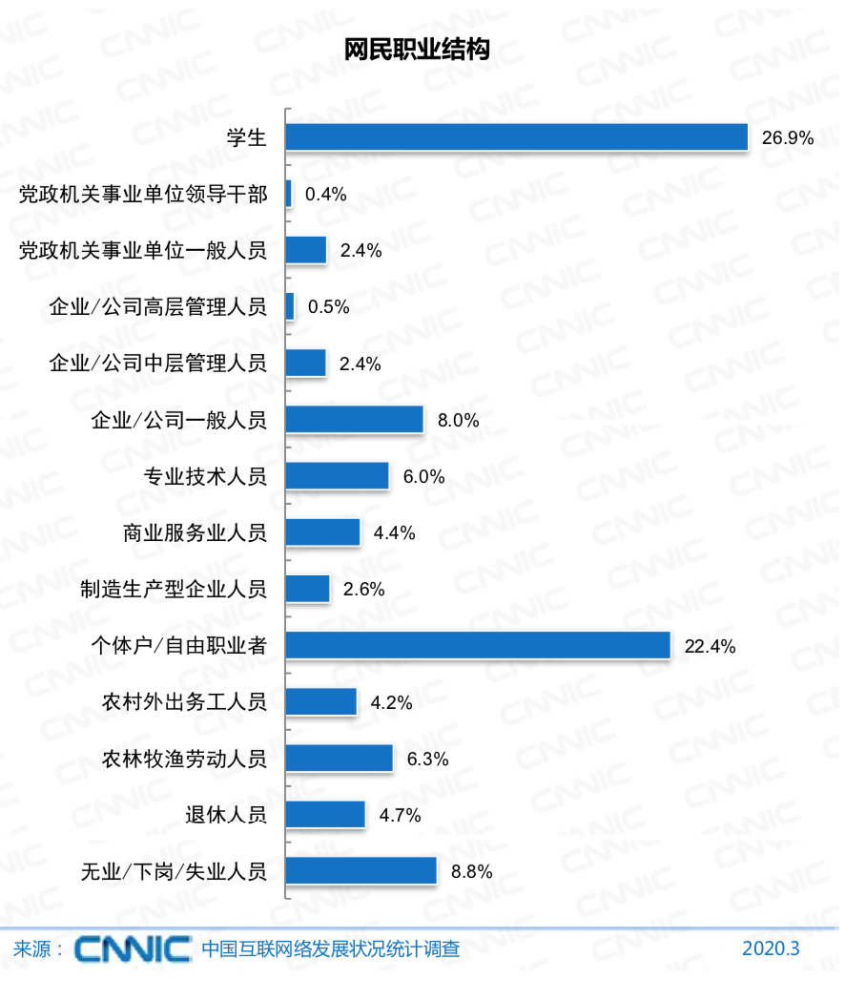 网民职业结构
学生 26.9%
党政机关事业单位领导干部 0.4%
党政机关事业单位一般人员 2.4%
企业/公司高层管理人员 0.5%
企业/公司中层管理人员 2.4%
企业/公司一般人员 8.0%
专业技术人员 6.0%
商业服务业人员 4.4%
制造生产型企业人员 2.6%
个体户/自由职业者 22.4%
农村外出务工人员 4.2%
农林牧渔劳动人员 6.3%
退休人员 4.7%
无业/下岗/失业人员 8.8%
来源： CNNIC 中国互联网络发展状况统计调查 2020.3